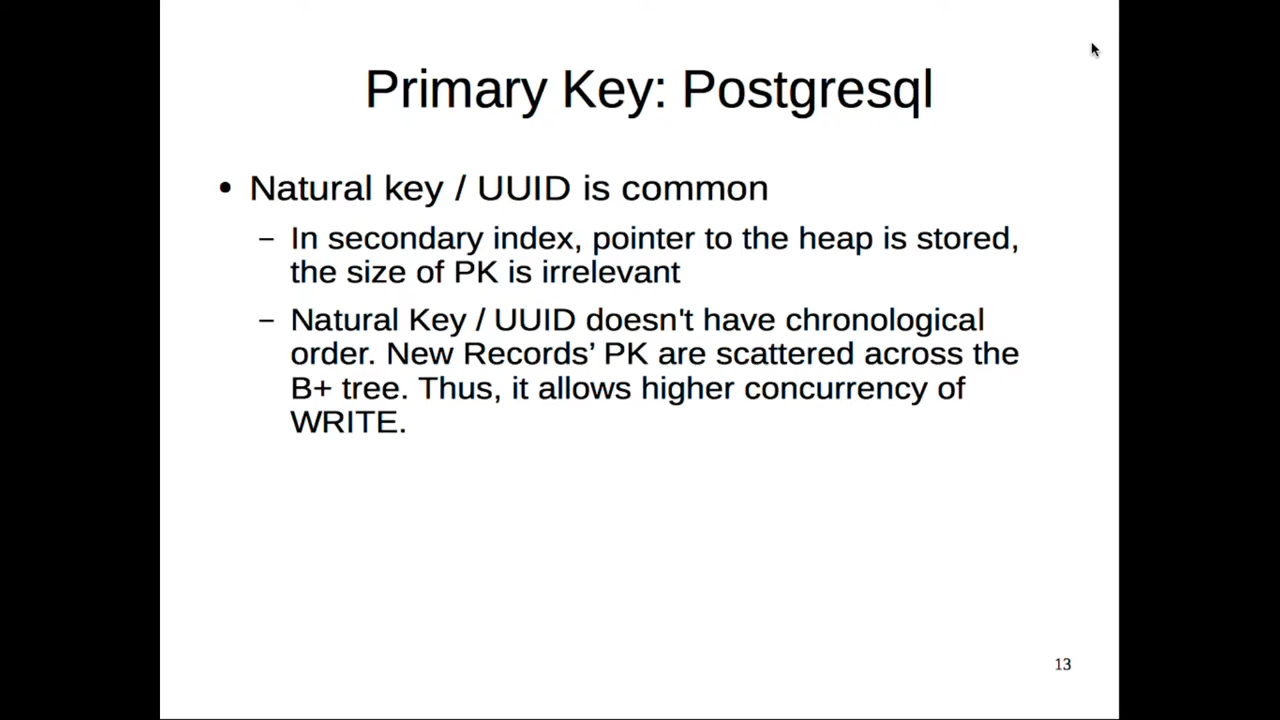 Primary Key: Postgresql
• Natural key / UUID is common
– In secondary index, pointer to the heap is stored,
the size of PK is irrelevant
– Natural Key / UUID doesn't have chronological
order. New Records’ PK are scattered across the
B+ tree. Thus, it allows higher concurrency of
WRITE.
13